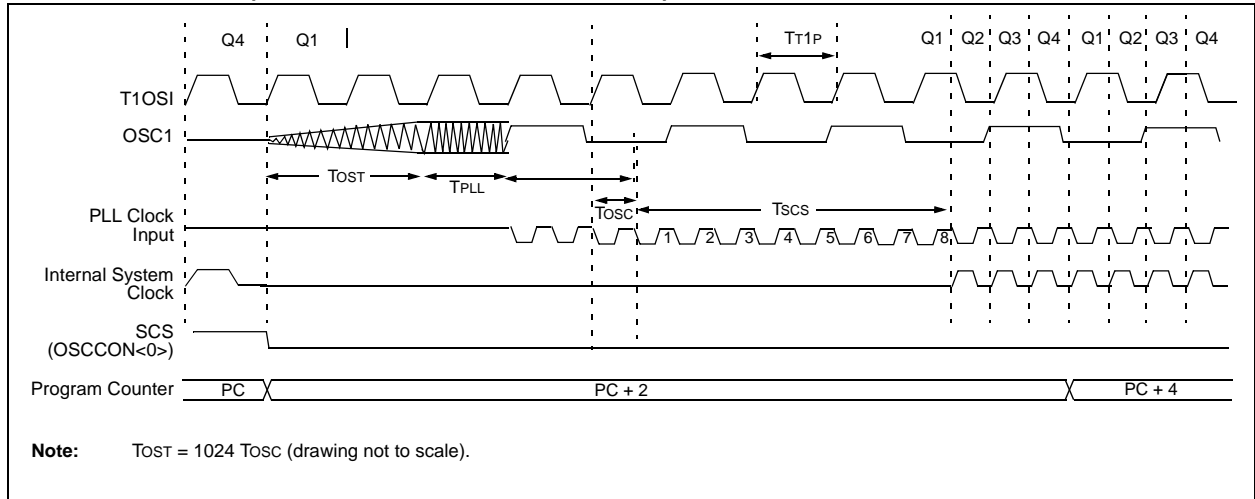 Q4 Q1 TT1P Q1 Q2 Q3 Q4 Q1 Q2 Q3 Q4
T1OSI
OSC1
TOST TPLL
TOSC TSCS
PLL Clock
Input
1 2 3 4 5 6 7 8
Internal System
Clock
SCS
(OSCCON<0>)
Program Counter PC PC + 2 PC + 4
Note: TOST = 1024 TOSC (drawing not to scale).